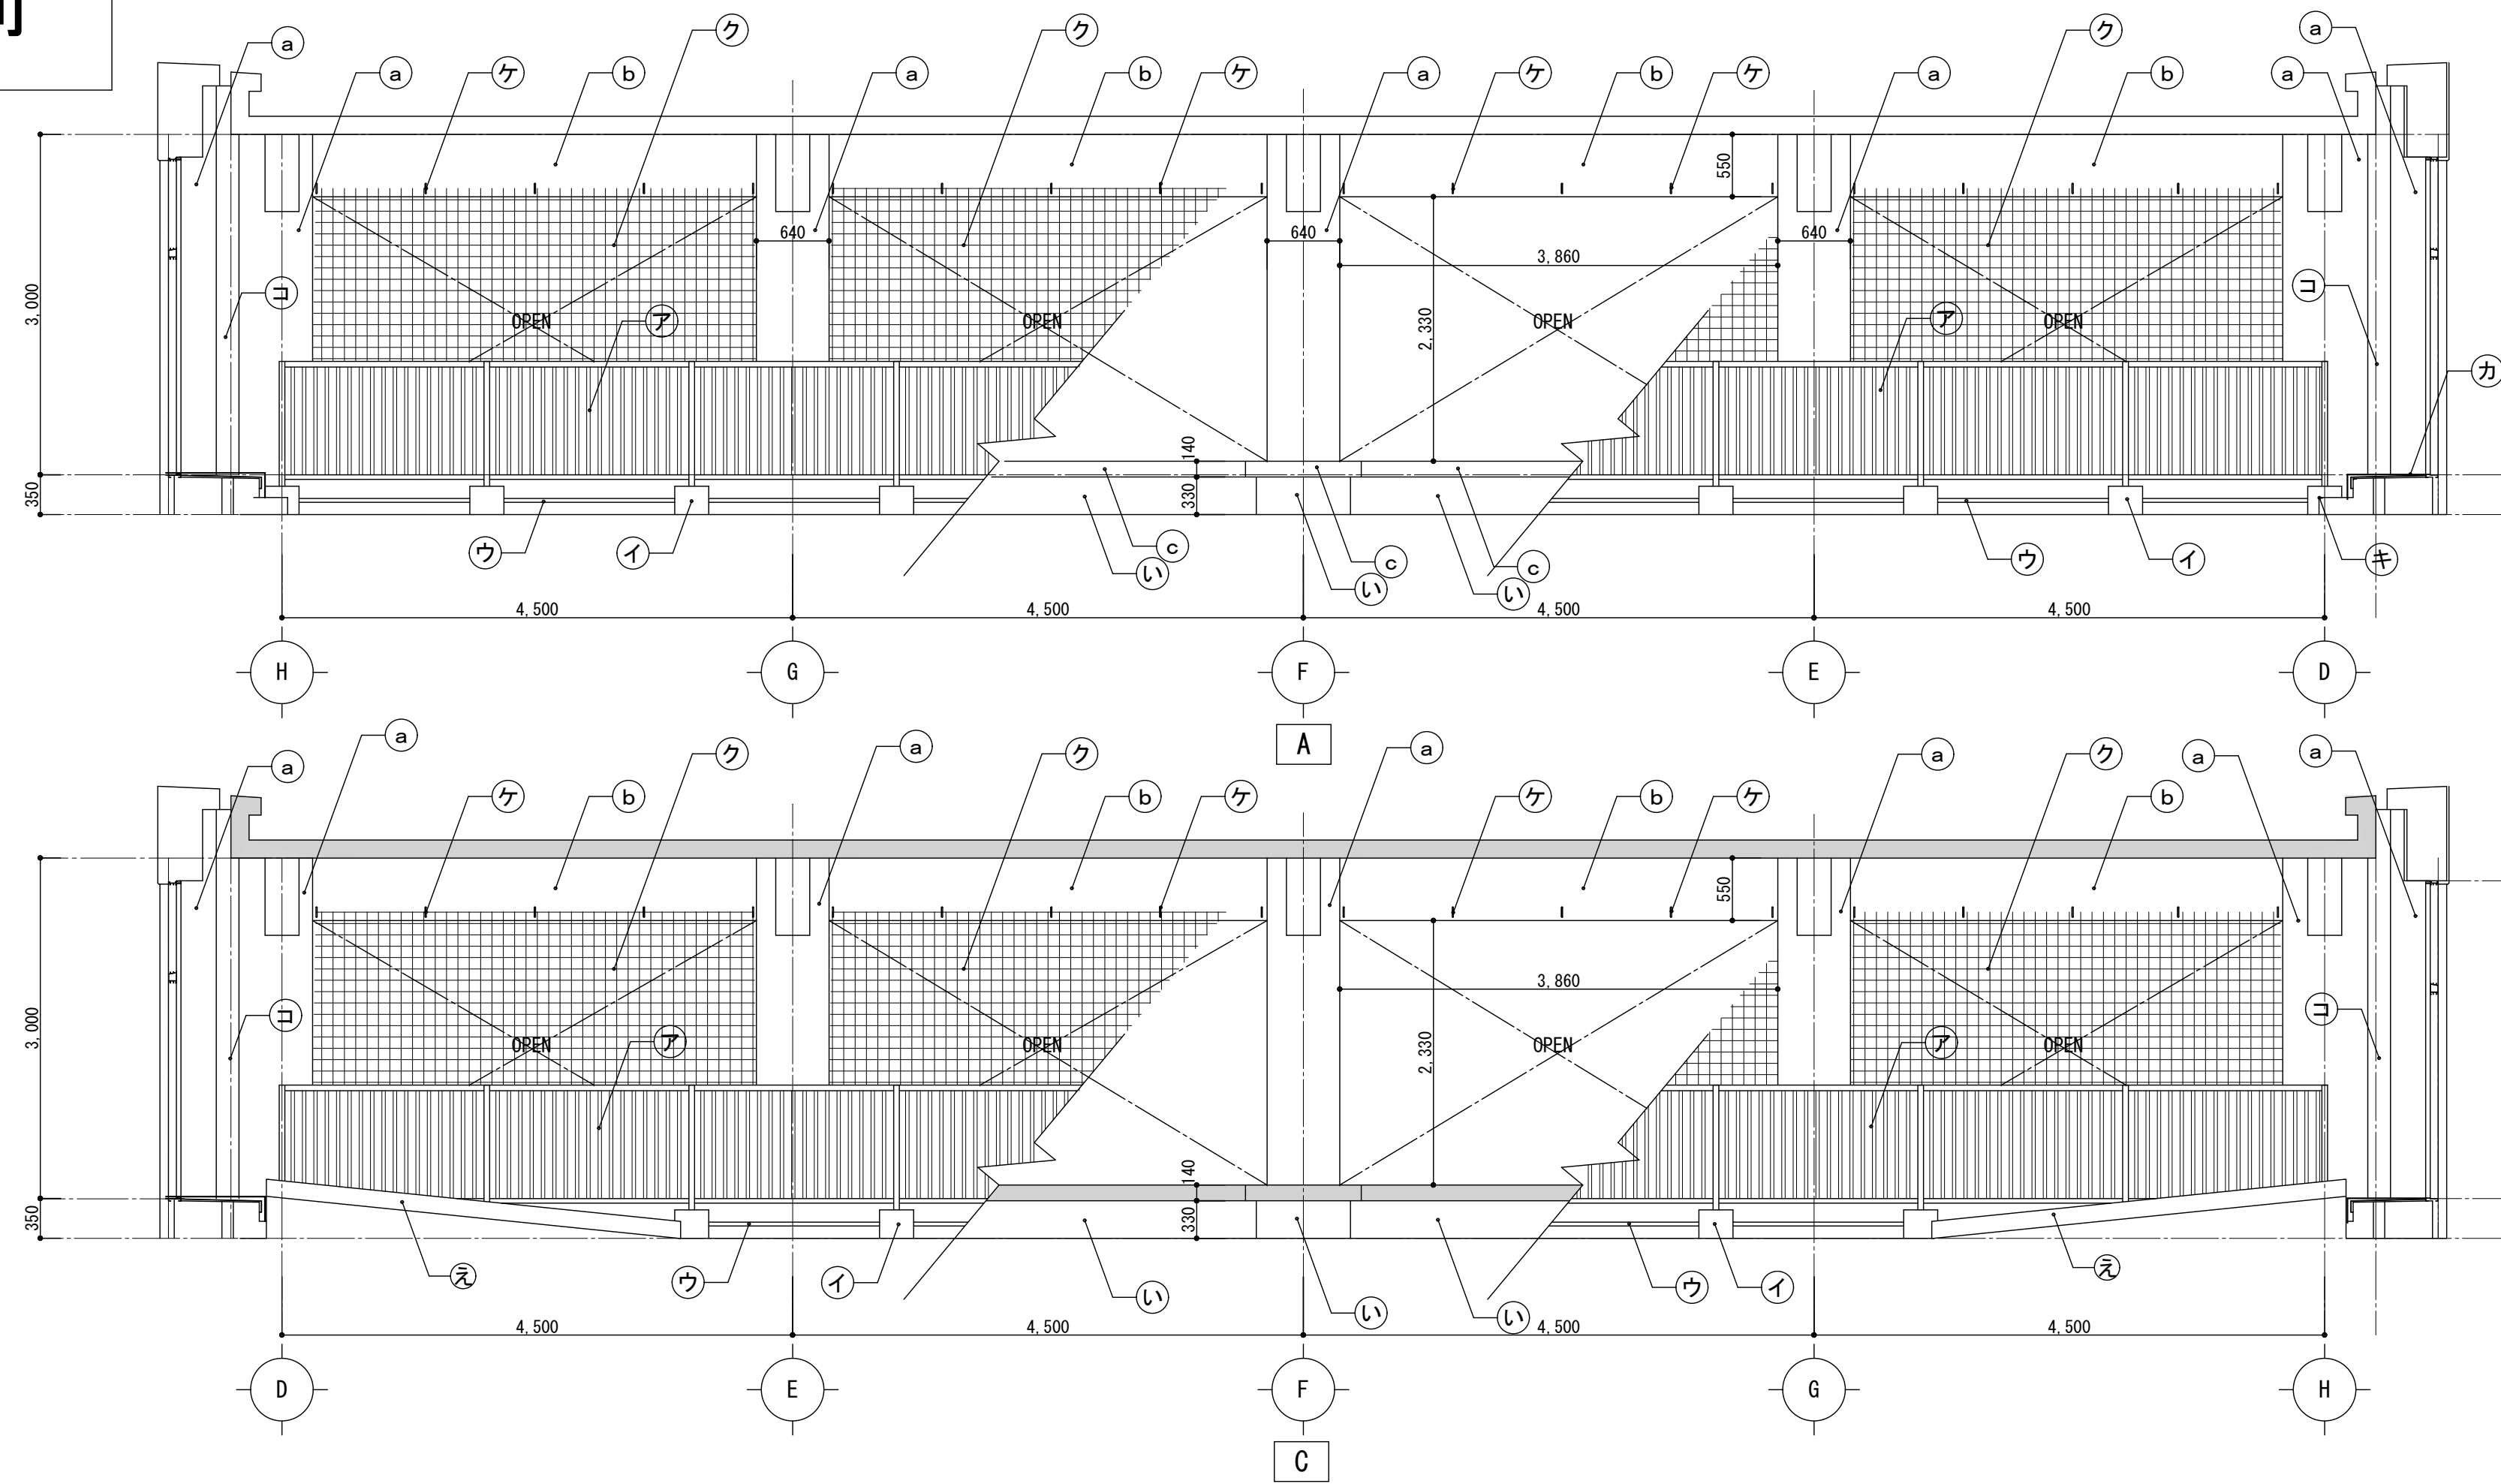 ⓐ ㋗ ㋗ ㋗ ⓐ
ⓐ ㋘ ⓑ ⓐ ⓑ ㋘ ⓐ ㋘ ⓑ ㋘ ⓐ ⓑ ⓐ
550
640 640 640
3,860
㋙ ㋙
3,000
㋐ OPEN OPEN 2,330 OPEN ㋐ OPEN
㋕
140
350 330
㋒ ㋑ ⓒ ⓒ ⓒ ㋒ ㋑ ㋖
い い い
4,500 4,500 4,500 4,500
H G F E D
A
ⓐ ⓐ ㋗ ⓐ ㋗ ⓐ ⓐ ㋗ ⓐ ⓐ
㋘ ⓑ ⓑ ㋘ ㋘ ⓑ ㋘ ⓑ
550
3,860
㋙ ㋙
3,000
OPEN ㋐ OPEN 2,330 OPEN ㋐ OPEN
140
350 330
え ㋒ ㋑ い い い ㋒ ㋑ え
4,500 4,500 4,500 4,500
D E F G H
C